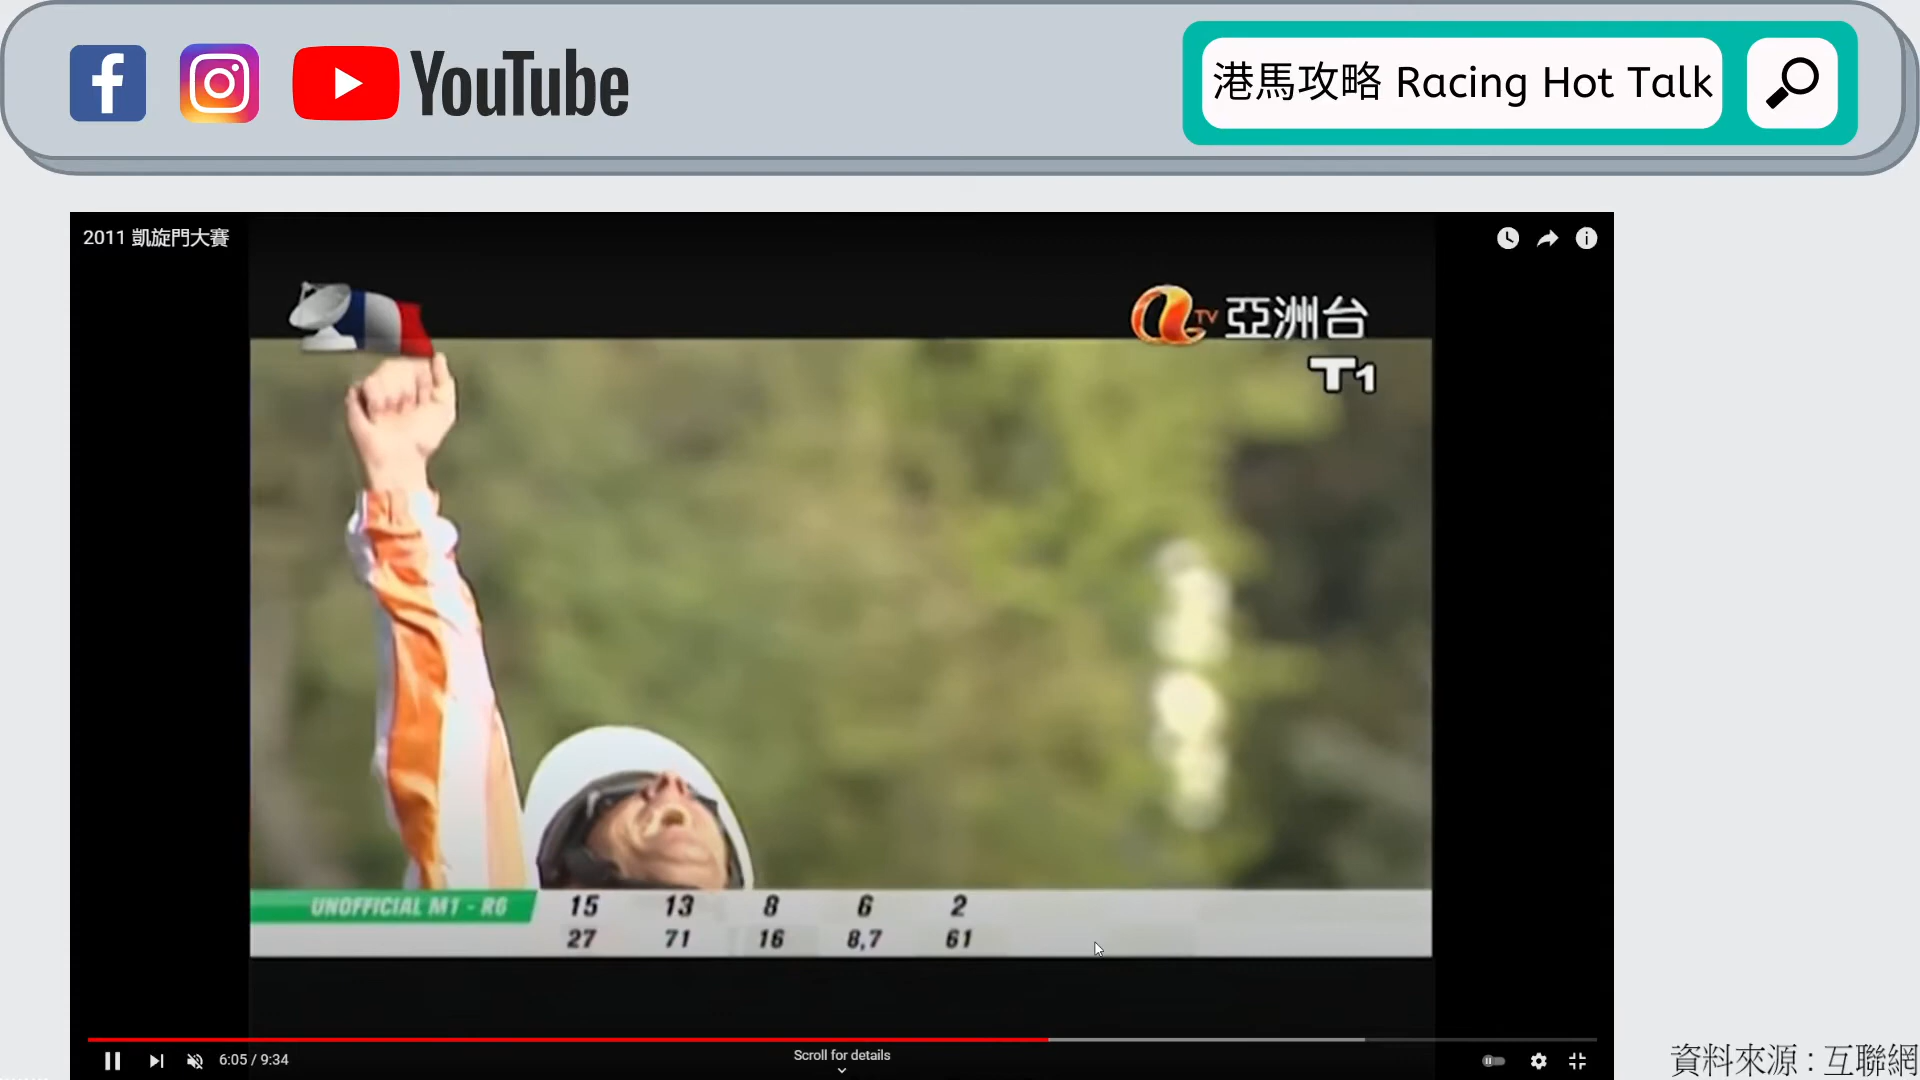 YouTube
港馬攻略 Racing Hot Talk
2011 凱旋門大賽
TV 亞洲台
T1
UNOFFICIAL M1 - R6 15 13 8 6 2
27 71 16 8,7 61
6:05 / 9:34
Scroll for details
資料來源 : 互聯網